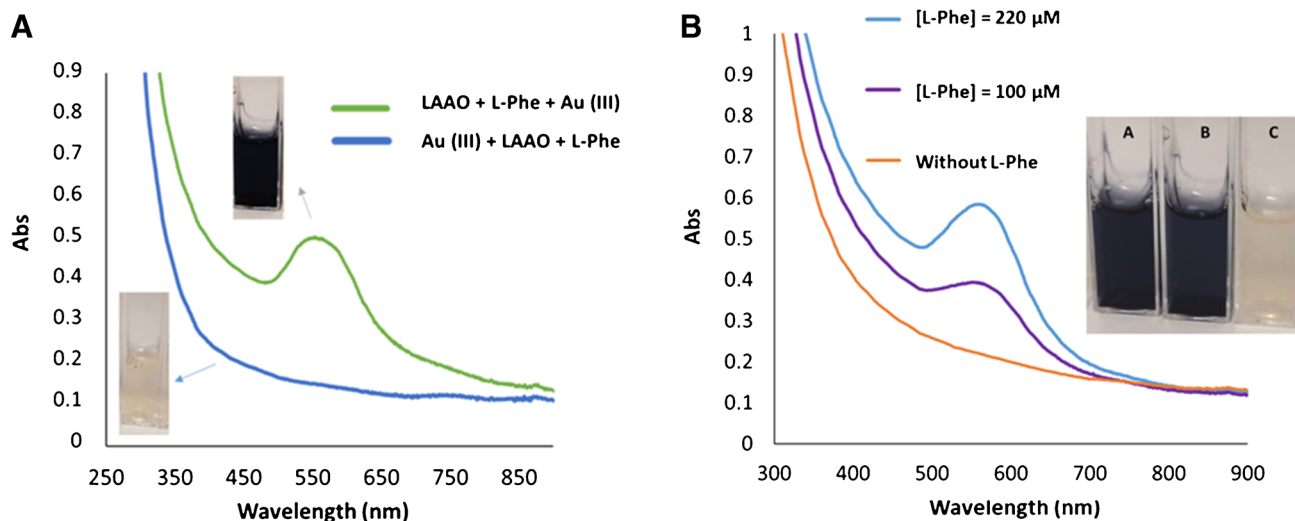 A
0.9
0.8
0.7
0.6
0.5
0.4
0.3
0.2
0.1
0
Abs
LAAO + L-Phe + Au (III)
Au (III) + LAAO + L-Phe
250 350 450 550 650 750 850
Wavelength (nm)
B
[L-Phe] = 220 µM
[L-Phe] = 100 µM
Without L-Phe
1
0.9
0.8
0.7
0.6
0.5
0.4
0.3
0.2
0.1
0
Abs
A B C
300 400 500 600 700 800 900
Wavelength (nm)